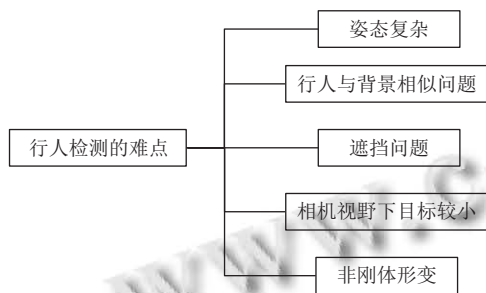 姿态复杂
行人与背景相似问题
行人检测的难点
遮挡问题
相机视野下目标较小
非刚体形变
www.c